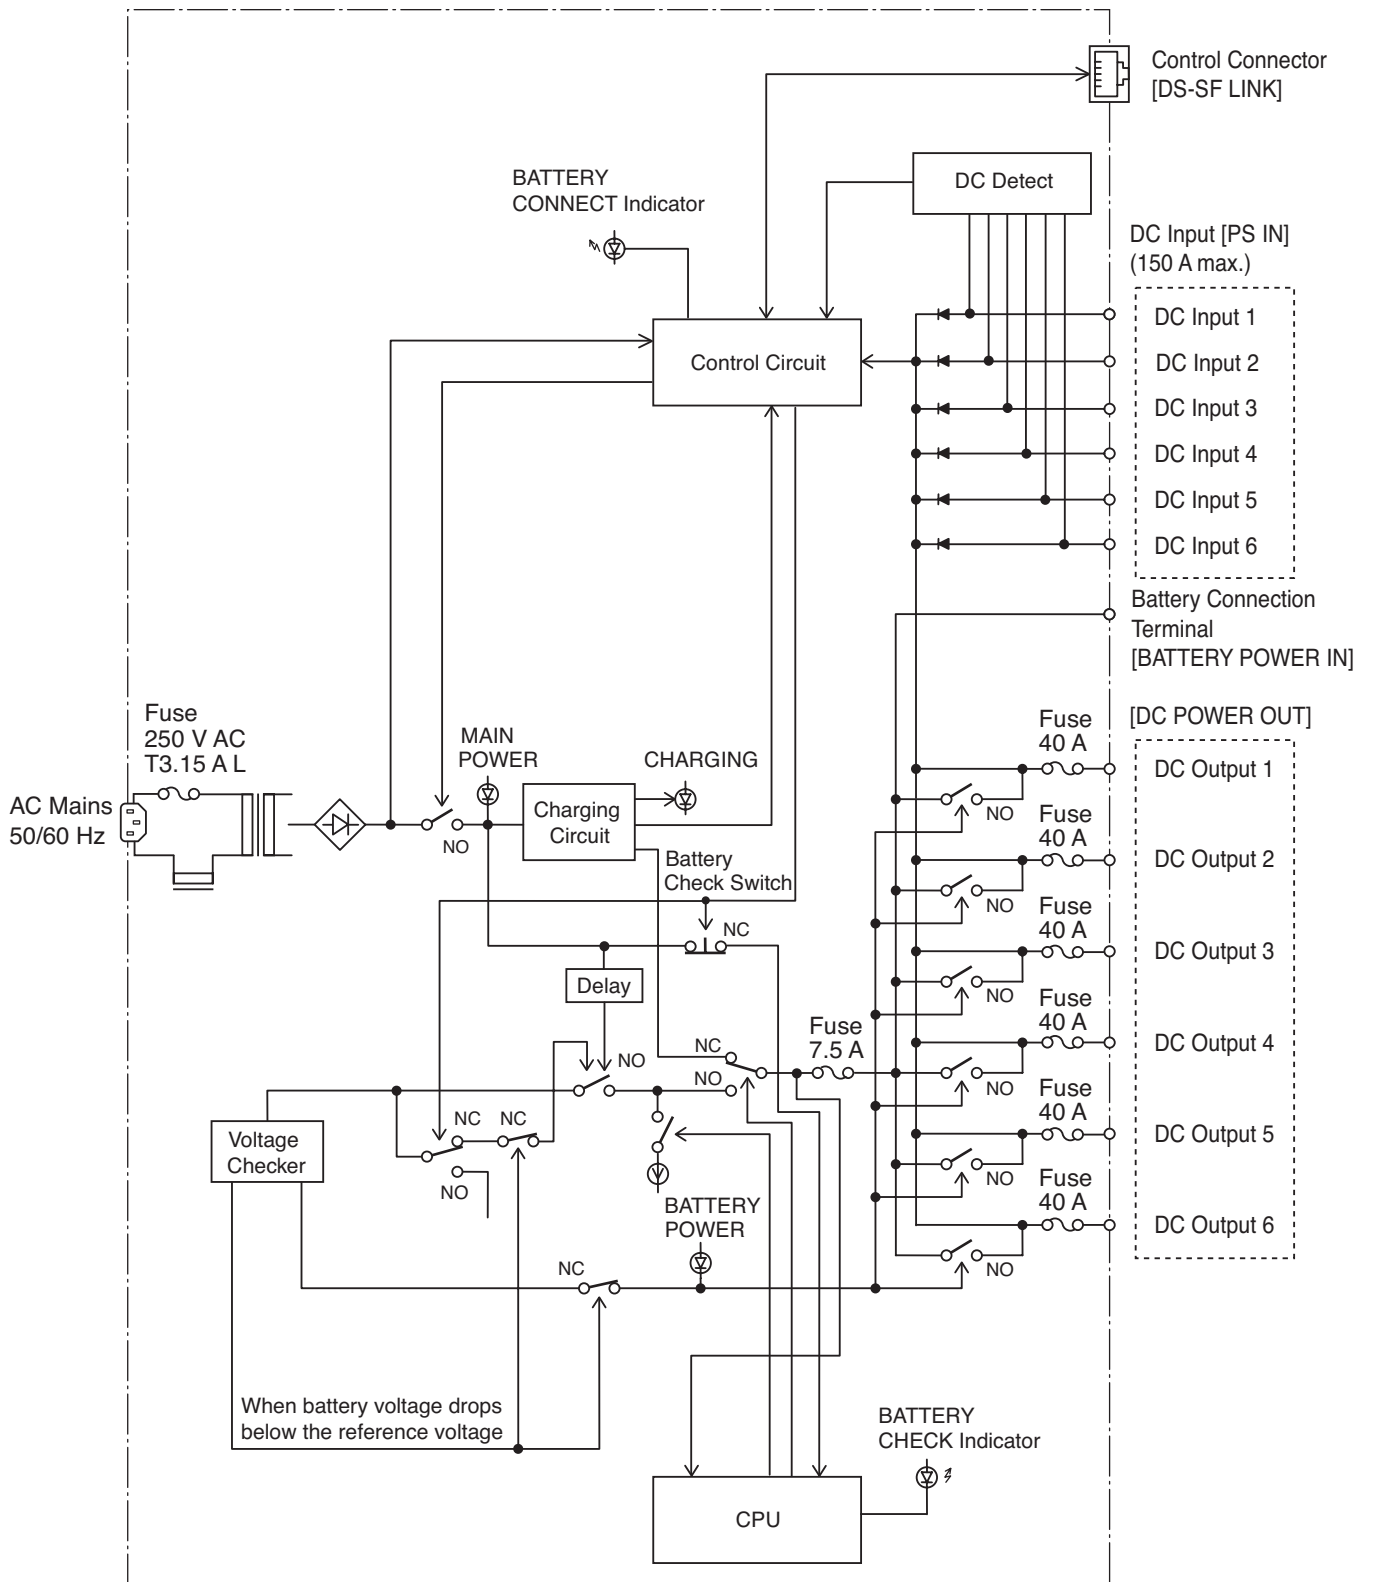 Control Connector
[DS-SF LINK]
DC Detect
BATTERY
CONNECT Indicator
DC Input [PS IN]
(150 A max.)
DC Input 1
Control Circuit
DC Input 2
DC Input 3
DC Input 4
DC Input 5
DC Input 6
Battery Connection
Terminal
[BATTERY POWER IN]
Fuse
250 V AC
T3.15 A L
MAIN
POWER
CHARGING
Fuse
40 A
[DC POWER OUT]
DC Output 1
AC Mains
50/60 Hz
NO
Charging
Circuit
NO
Fuse
40 A
Battery
Check Switch
DC Output 2
NO
Fuse
40 A
NC
DC Output 3
Delay
NO
Fuse
40 A
Fuse
7.5 A
NC
DC Output 4
NO
NO
NO
Fuse
40 A
NC
NC
Voltage
Checker
DC Output 5
NO
NO
Fuse
40 A
BATTERY
POWER
DC Output 6
NC
NO
When battery voltage drops
below the reference voltage
BATTERY
CHECK Indicator
CPU